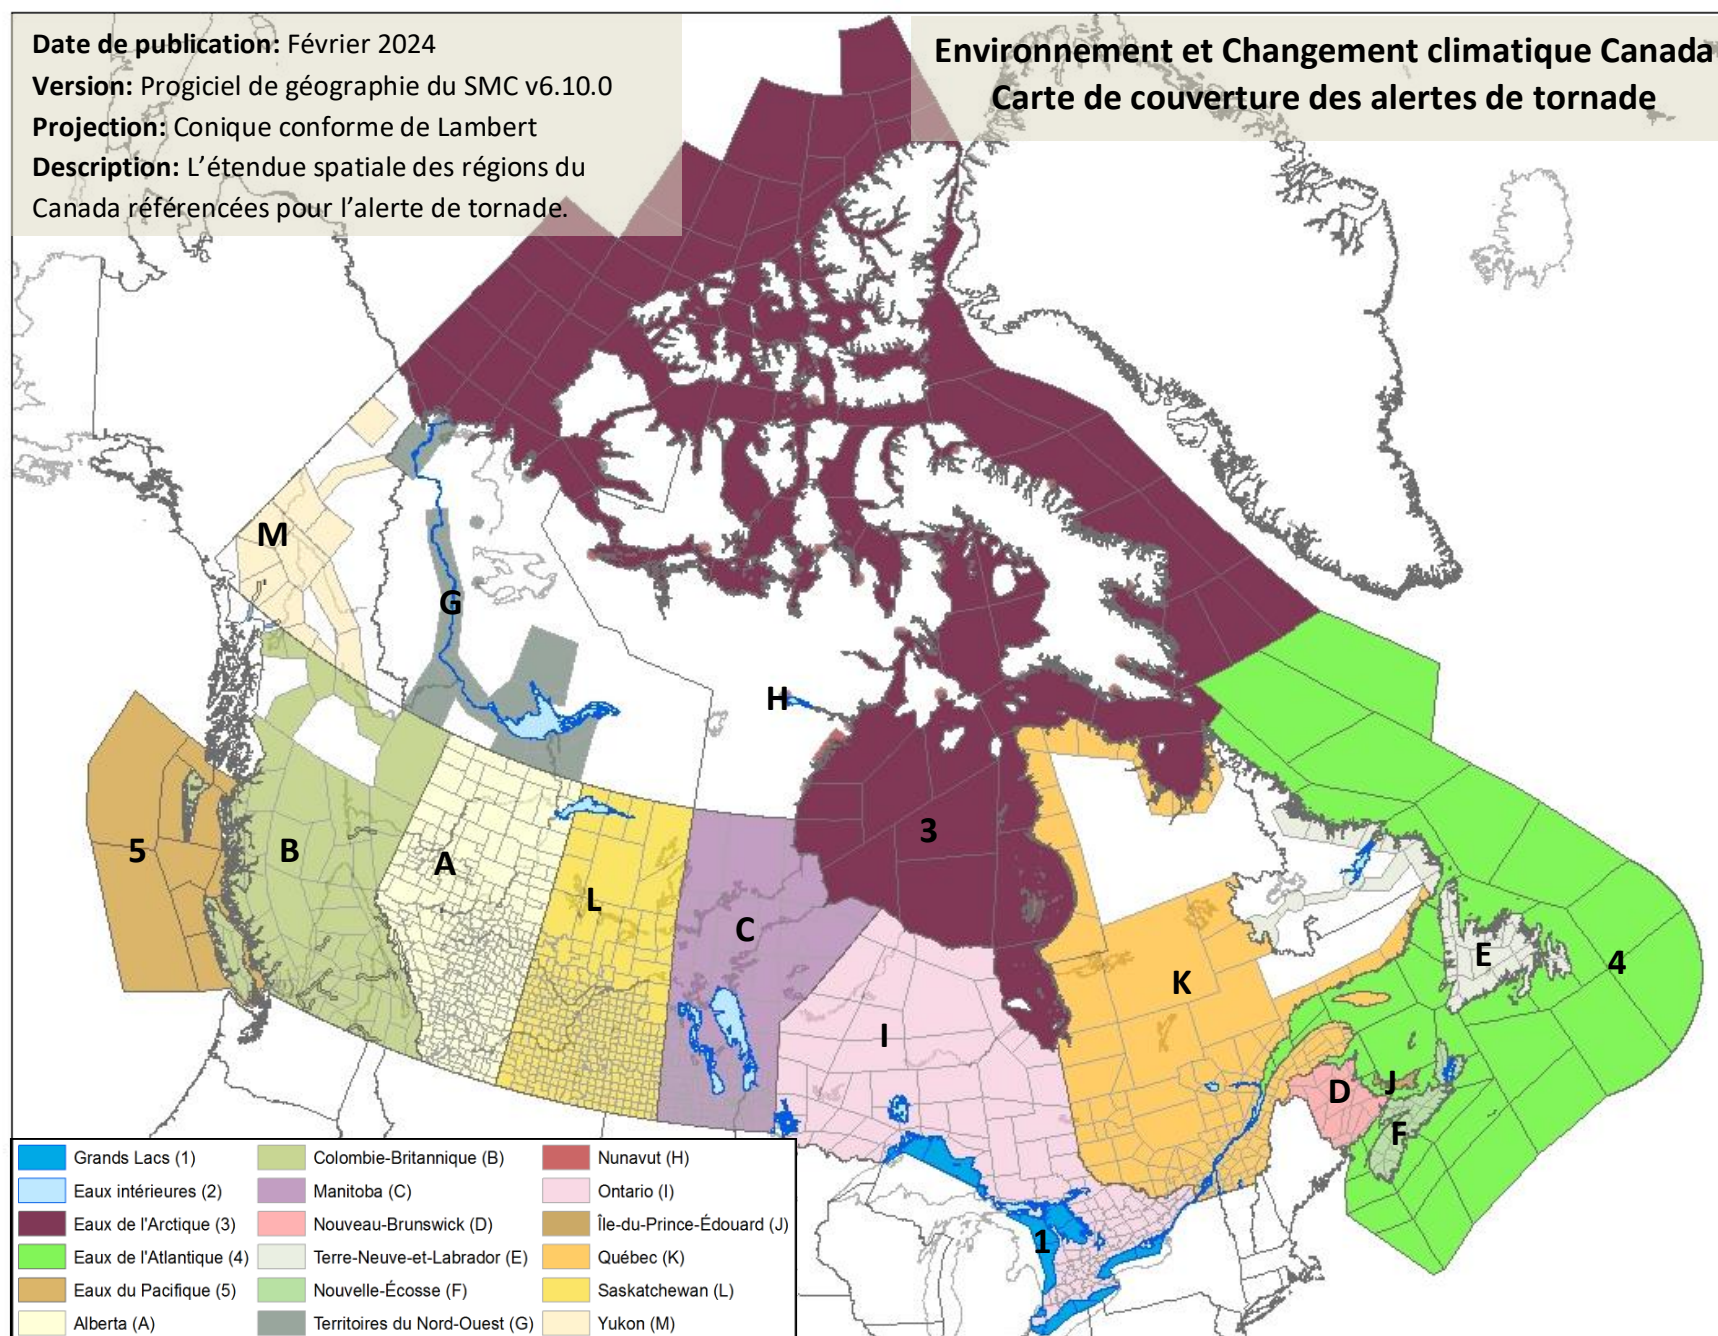 Date de publication: Février 2024
Version: Progiciel de géographie du SMC v6.10.0
Projection: Conique conforme de Lambert
Description: L'étendue spatiale des régions du
Canada référencées pour l'alerte de tornade.
Environnement et Changement climatique Canada
Carte de couverture des alertes de tornade
M
G
H
5
B
A
L
C
3
I
K
E
4
D
J
F
1
Grands Lacs (1)
Eaux intérieures (2)
Eaux de l'Arctique (3)
Eaux de l'Atlantique (4)
Eaux du Pacifique (5)
Alberta (A)
Colombie-Britannique (B)
Manitoba (C)
Nouveau-Brunswick (D)
Terre-Neuve-et-Labrador (E)
Nouvelle-Écosse (F)
Territoires du Nord-Ouest (G)
Nunavut (H)
Ontario (I)
Île-du-Prince-Édouard (J)
Québec (K)
Saskatchewan (L)
Yukon (M)